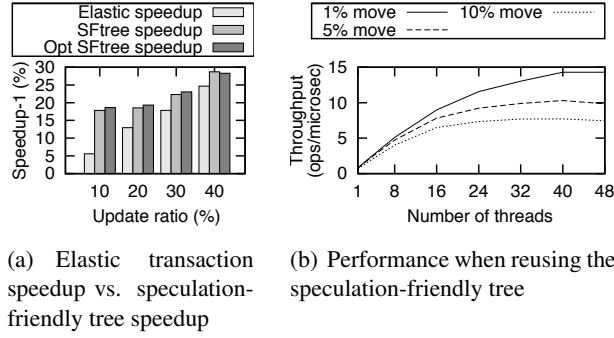 Elastic speedup
SFtree speedup
Opt SFtree speedup
30
25
20
15
10
5
0
Speedup-1 (%)
10 20 30 40
Update ratio (%)
(a) Elastic transaction
speedup vs. speculation-
friendly tree speedup
1% move 10% move
5% move
15
10
5
0
Throughput
(ops/microsec)
1 8 16 24 32 40 48
Number of threads
(b) Performance when reusing the
speculation-friendly tree